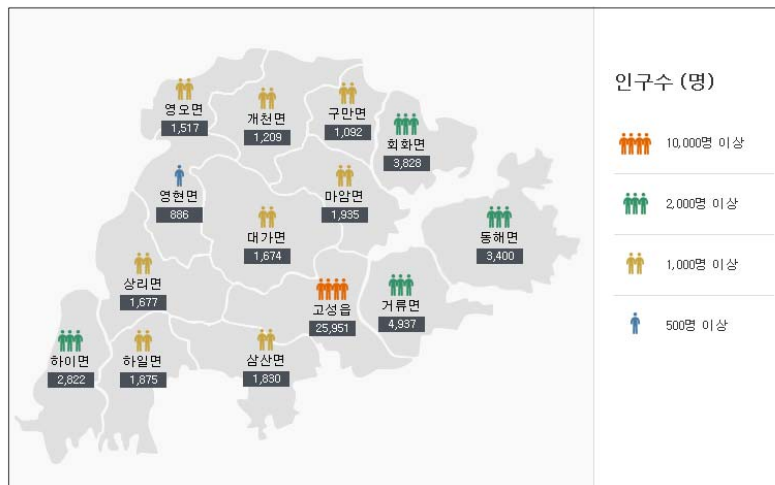 영오면
1,517
개천면
1,209
구만면
1,092
회화면
3,828
영현면
886
대가면
1,674
마암면
1,935
동해면
3,400
상리면
1,677
고성읍
25,951
거류면
4,937
하이면
2,822
하일면
1,875
삼산면
1,830
인구수 (명)
10,000명 이상
2,000명 이상
1,000명 이상
500명 이상